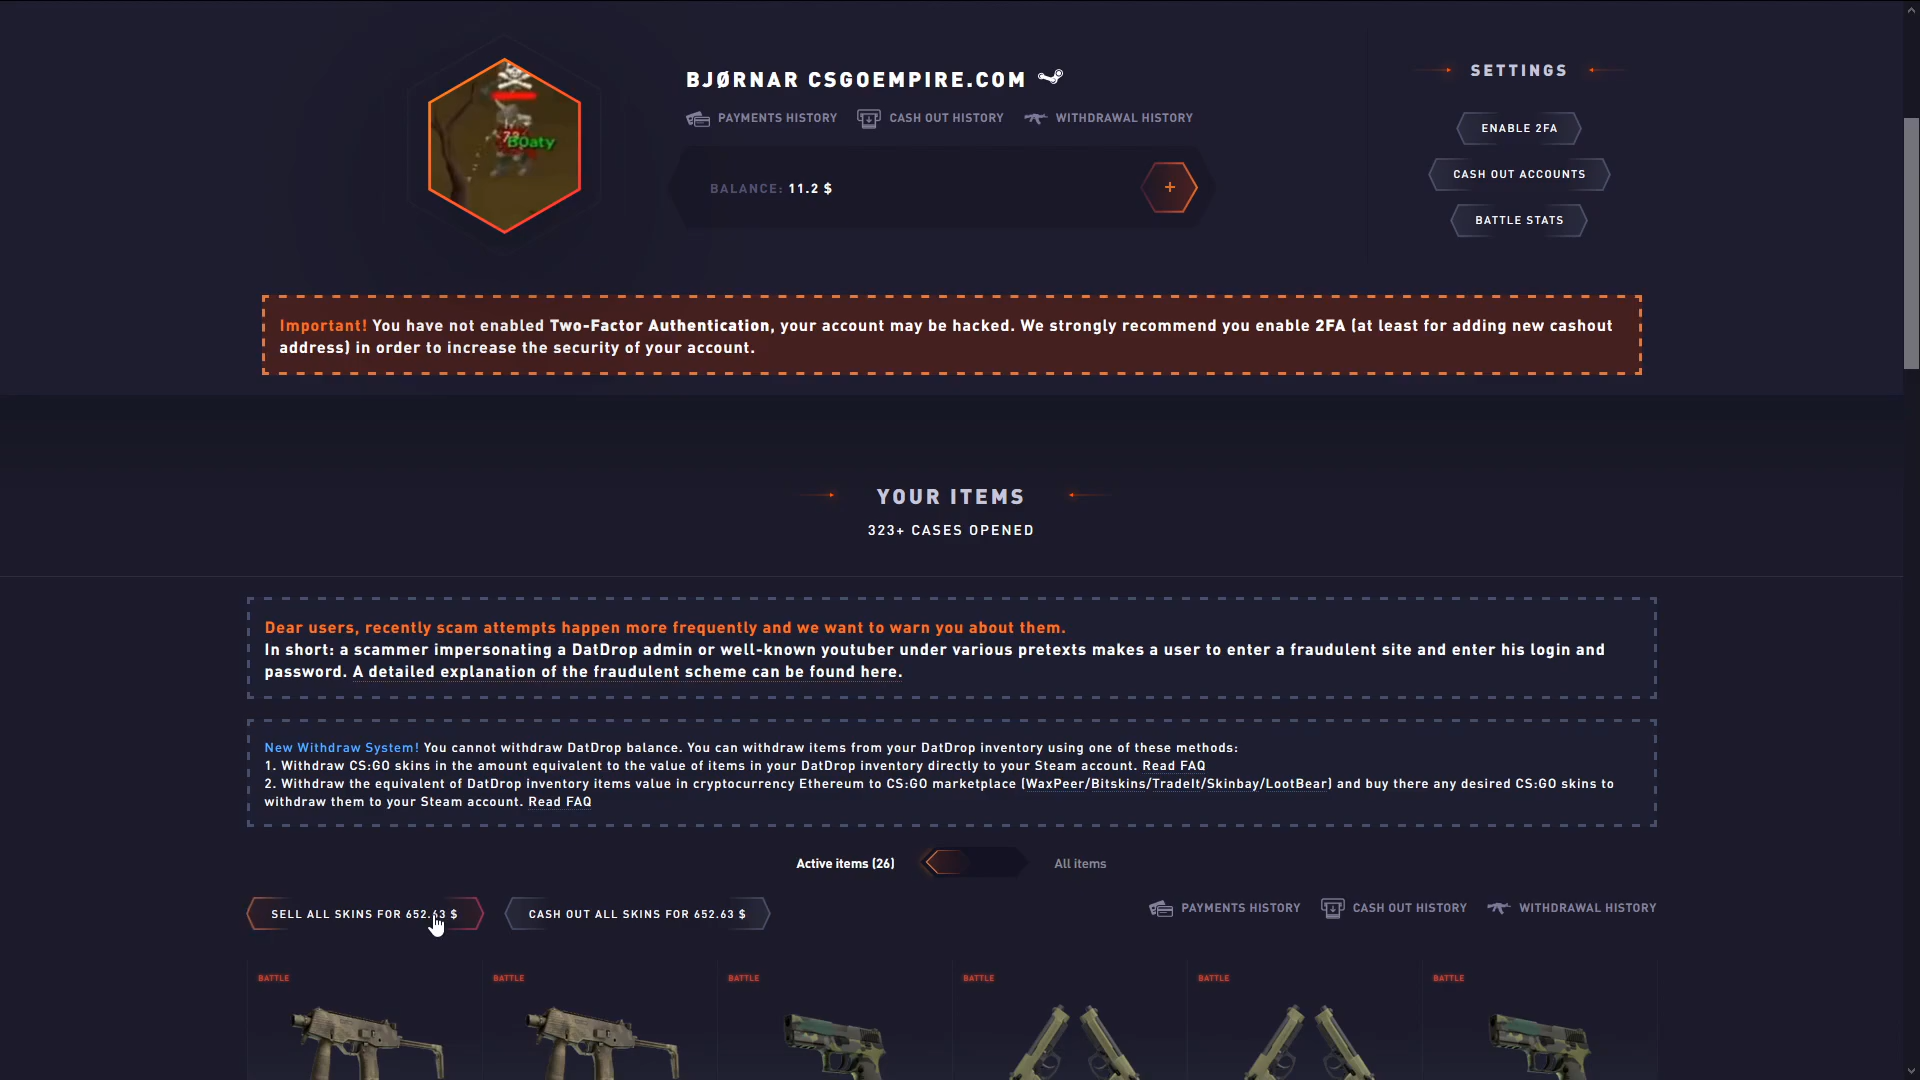 BJØRNAR CSGOEMPIRE.COM
PAYMENTS HISTORY
CASH OUT HISTORY
WITHDRAWAL HISTORY
BALANCE: 11.2 $
+
SETTINGS
ENABLE 2FA
CASH OUT ACCOUNTS
BATTLE STATS
72
B0aty
Important! You have not enabled Two-Factor Authentication, your account may be hacked. We strongly recommend you enable 2FA (at least for adding new cashout
address) in order to increase the security of your account.
YOUR ITEMS
323+ CASES OPENED
Dear users, recently scam attempts happen more frequently and we want to warn you about them.
In short: a scammer impersonating a DatDrop admin or well-known youtuber under various pretexts makes a user to enter a fraudulent site and enter his login and
password. A detailed explanation of the fraudulent scheme can be found here.
New Withdraw System! You cannot withdraw DatDrop balance. You can withdraw items from your DatDrop inventory using one of these methods:
1. Withdraw CS:GO skins in the amount equivalent to the value of items in your DatDrop inventory directly to your Steam account. Read FAQ
2. Withdraw the equivalent of DatDrop inventory items value in cryptocurrency Ethereum to CS:GO marketplace (WaxPeer/Bitskins/TradeIt/Skinbay/LootBear) and buy there any desired CS:GO skins to
withdraw them to your Steam account. Read FAQ
Active items (26)
All items
SELL ALL SKINS FOR 652.63 $
CASH OUT ALL SKINS FOR 652.63 $
PAYMENTS HISTORY
CASH OUT HISTORY
WITHDRAWAL HISTORY
BATTLE
BATTLE
BATTLE
BATTLE
BATTLE
BATTLE